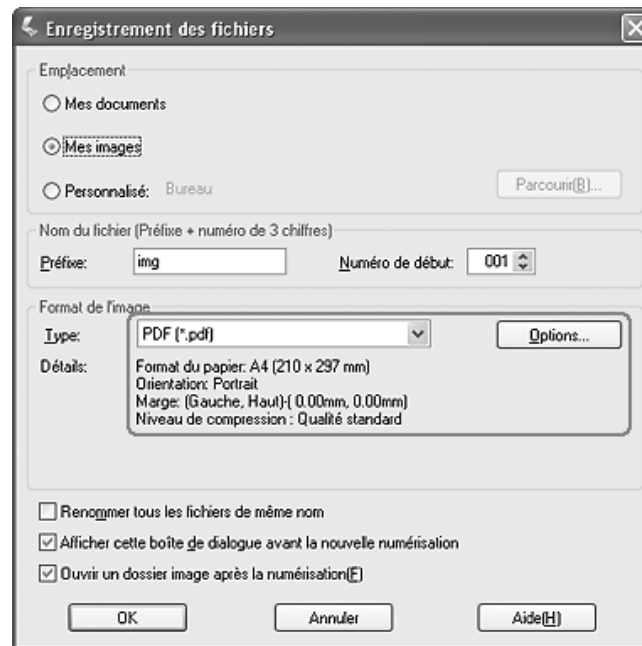 Enregistrement des fichiers
Emplacement
Mes documents
Mes images
Personnalisé: Bureau Parcourir(B)...
Nom du fichier (Préfixe + numéro de 3 chiffres)
Préfixe: img Numéro de début: 001
Format de l'image
Type: PDF (*.pdf) Options...
Détails: Format du papier: A4 (210 x 297 mm)
Orientation: Portrait
Marge: (Gauche, Haut)-( 0.00mm, 0.00mm)
Niveau de compression : Qualité standard
Renommer tous les fichiers de même nom
Afficher cette boîte de dialogue avant la nouvelle numérisation
Ouvrir un dossier image après la numérisation(F)
OK Annuler Aide(H)